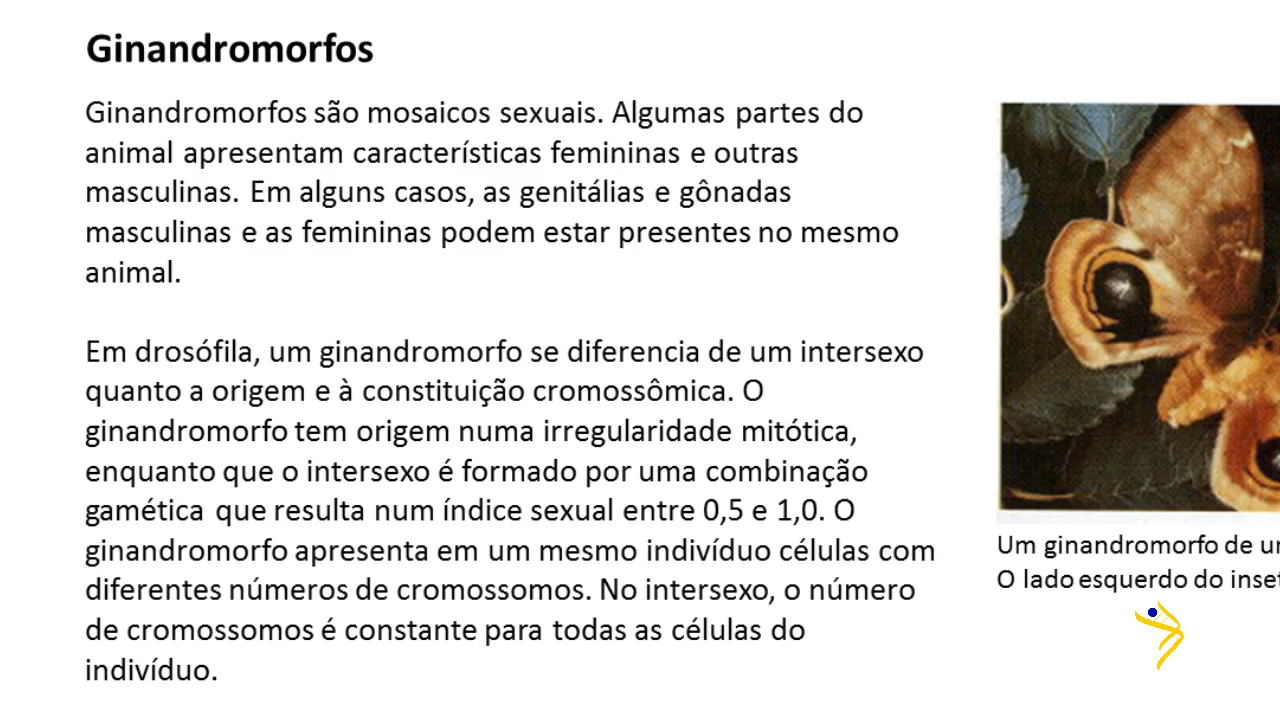 Ginandromorfos
Ginandromorfos são mosaicos sexuais. Algumas partes do
animal apresentam características femininas e outras
masculinas. Em alguns casos, as genitálias e gônadas
masculinas e as femininas podem estar presentes no mesmo
animal.
Em drosófila, um ginandromorfo se diferencia de um intersexo
quanto a origem e à constituição cromossômica. O
ginandromorfo tem origem numa irregularidade mitótica,
enquanto que o intersexo é formado por uma combinação
gamética que resulta num índice sexual entre 0,5 e 1,0. O
ginandromorfo apresenta em um mesmo indivíduo células com
diferentes números de cromossomos. No intersexo, o número
de cromossomos é constante para todas as células do
indivíduo.
Um ginandromorfo de
O lado esquerdo do